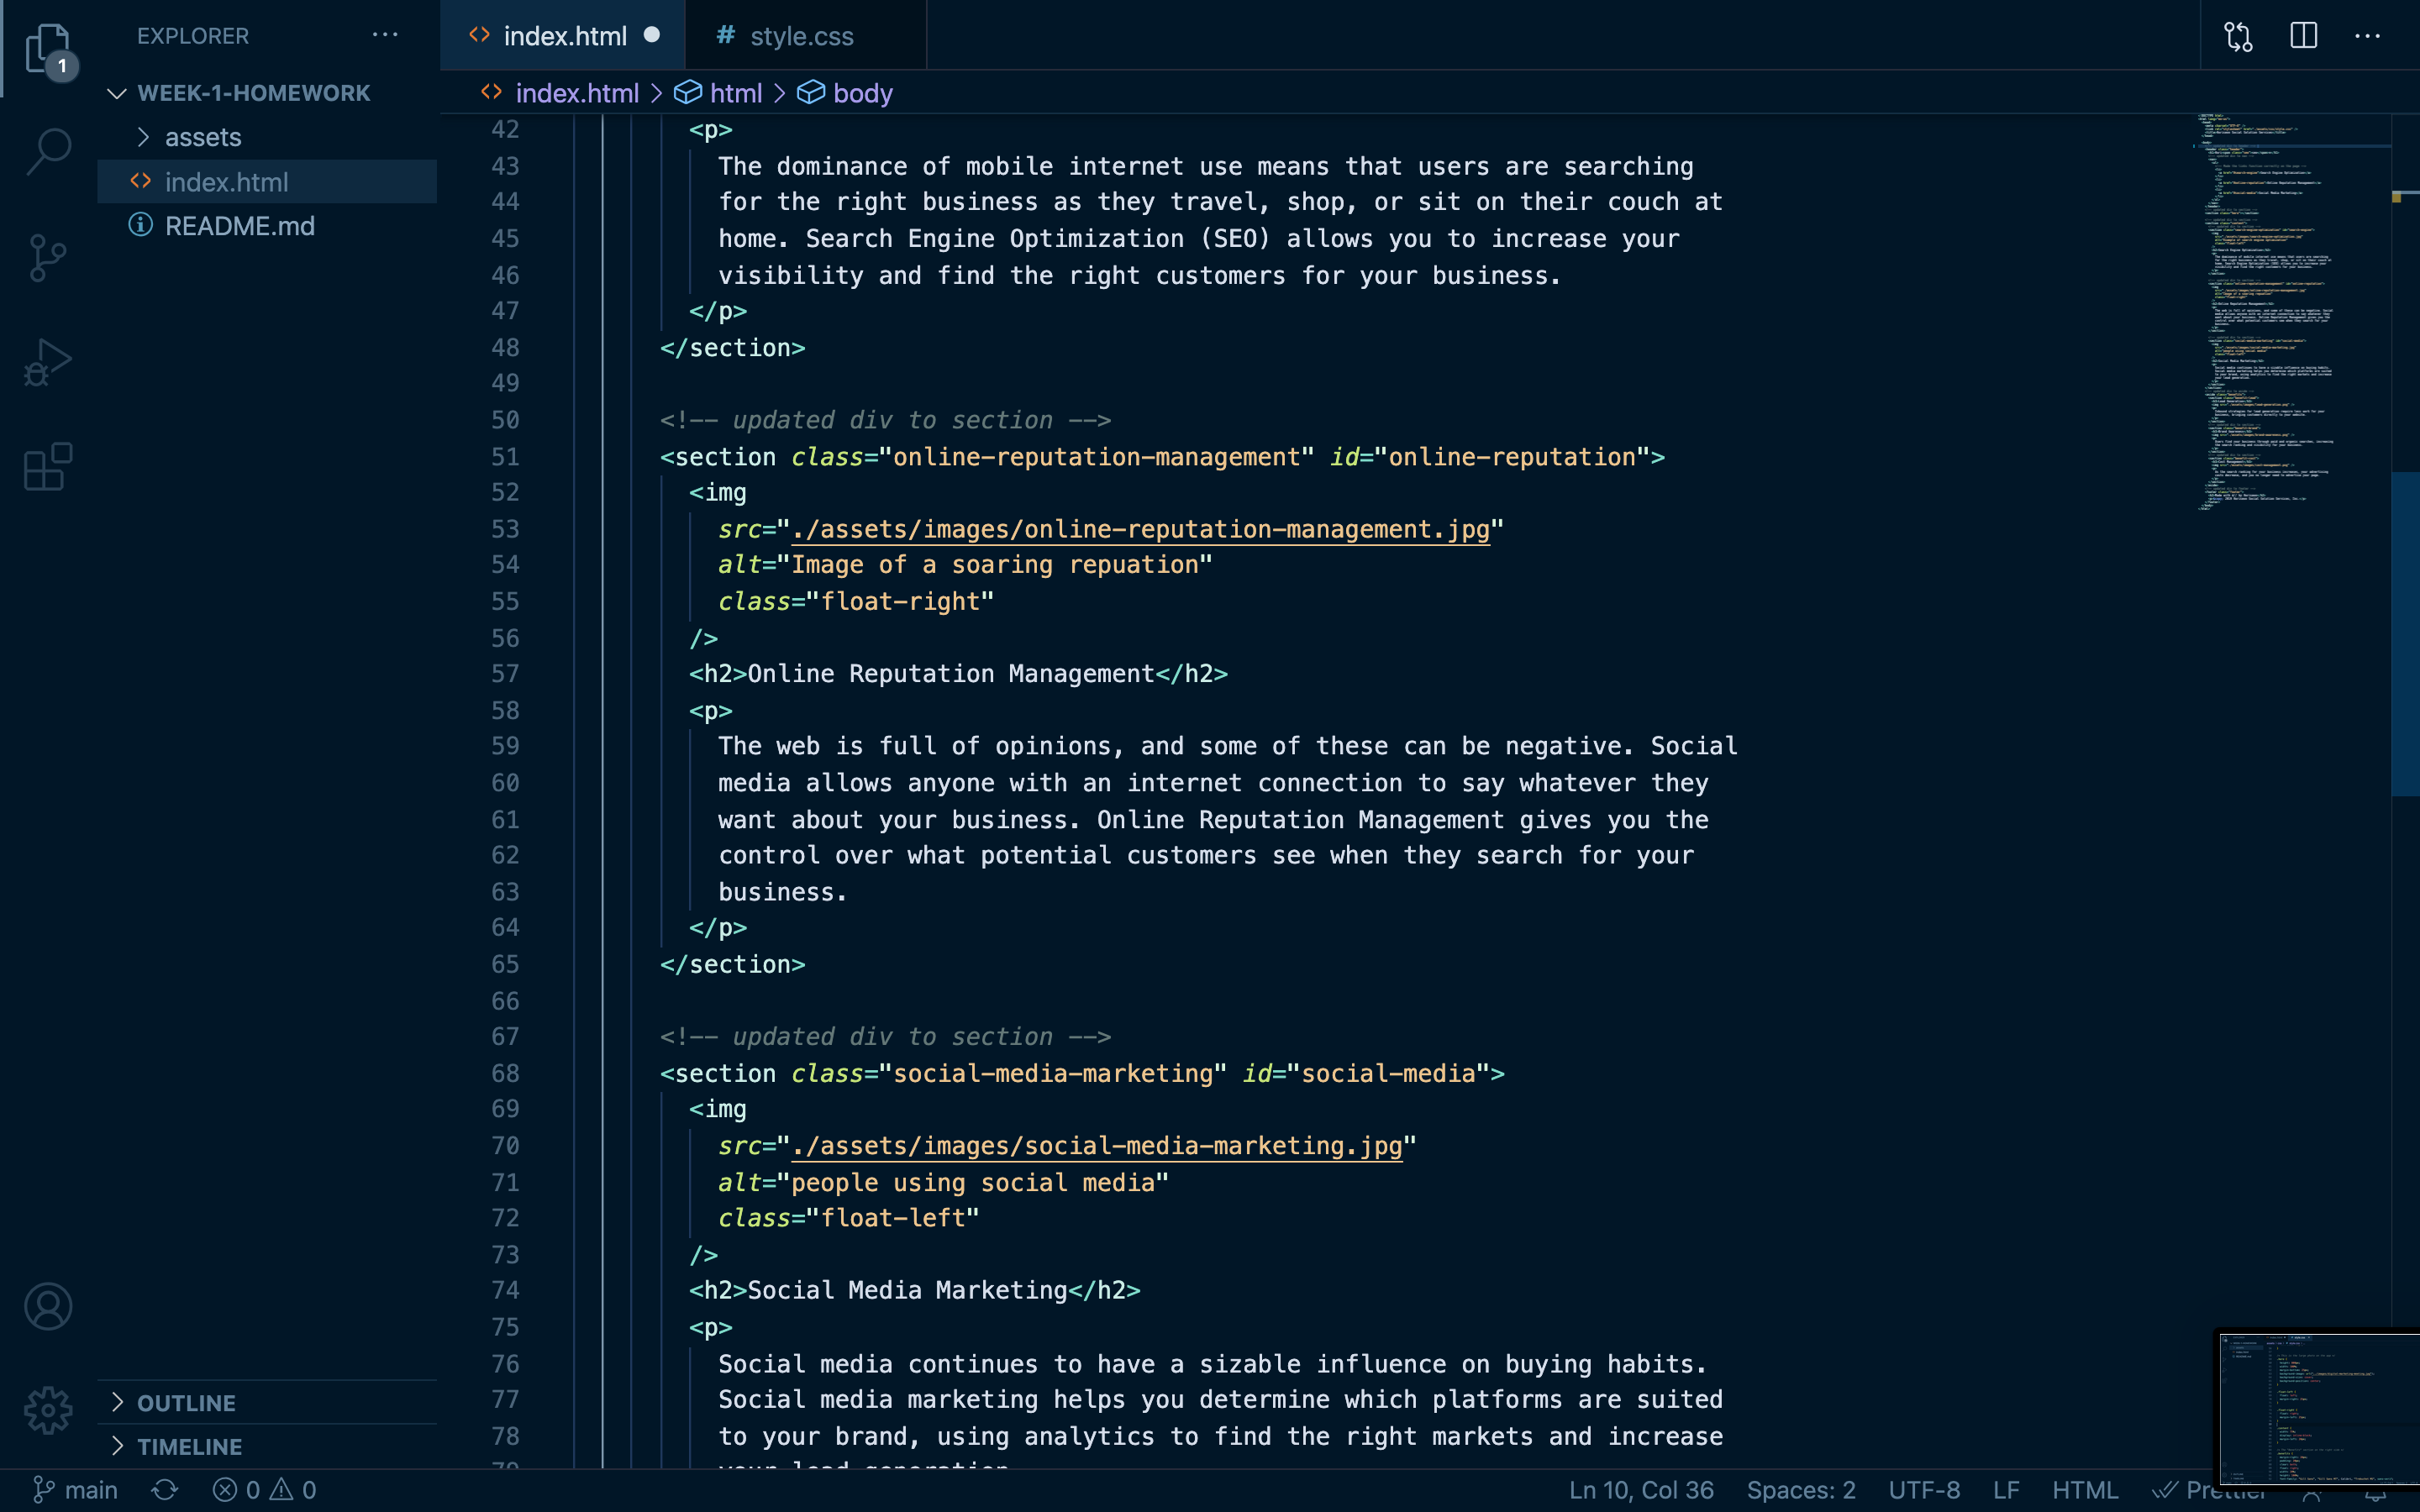 EXPLORER
WEEK-1-HOMEWORK
assets
index.html
README.md
OUTLINE
TIMELINE
1
index.html
# style.css
index.html > html > body
42 <p>
43 The dominance of mobile internet use means that users are searching
44 for the right business as they travel, shop, or sit on their couch at
45 home. Search Engine Optimization (SEO) allows you to increase your
46 visibility and find the right customers for your business.
47 </p>
48 </section>
49
50 <!-- updated div to section -->
51 <section class="online-reputation-management" id="online-reputation">
52 <img
53 src="./assets/images/online-reputation-management.jpg"
54 alt="Image of a soaring repuation"
55 class="float-right"
56 />
57 <h2>Online Reputation Management</h2>
58 <p>
59 The web is full of opinions, and some of these can be negative. Social
60 media allows anyone with an internet connection to say whatever they
61 want about your business. Online Reputation Management gives you the
62 control over what potential customers see when they search for your
63 business.
64 </p>
65 </section>
66
67 <!-- updated div to section -->
68 <section class="social-media-marketing" id="social-media">
69 <img
70 src="./assets/images/social-media-marketing.jpg"
71 alt="people using social media"
72 class="float-left"
73 />
74 <h2>Social Media Marketing</h2>
75 <p>
76 Social media continues to have a sizable influence on buying habits.
77 Social media marketing helps you determine which platforms are suited
78 to your brand, using analytics to find the right markets and increase
main 0 0 Ln 10, Col 36 Spaces: 2 UTF-8 LF HTML Prettier